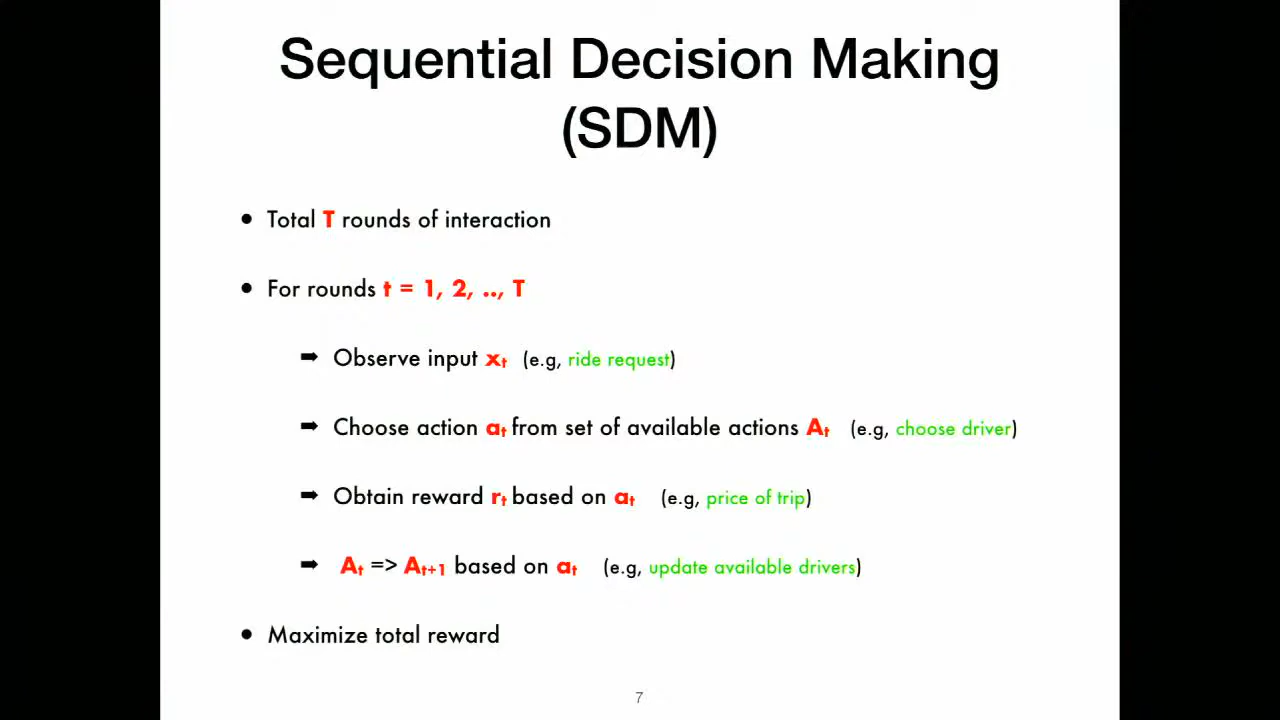 Sequential Decision Making
(SDM)
• Total T rounds of interaction
• For rounds t = 1, 2, .., T
➡ Observe input xt (e.g, ride request)
➡ Choose action at from set of available actions At (e.g, choose driver)
➡ Obtain reward rt based on at (e.g, price of trip)
➡ At => At+1 based on at (e.g, update available drivers)
• Maximize total reward
7